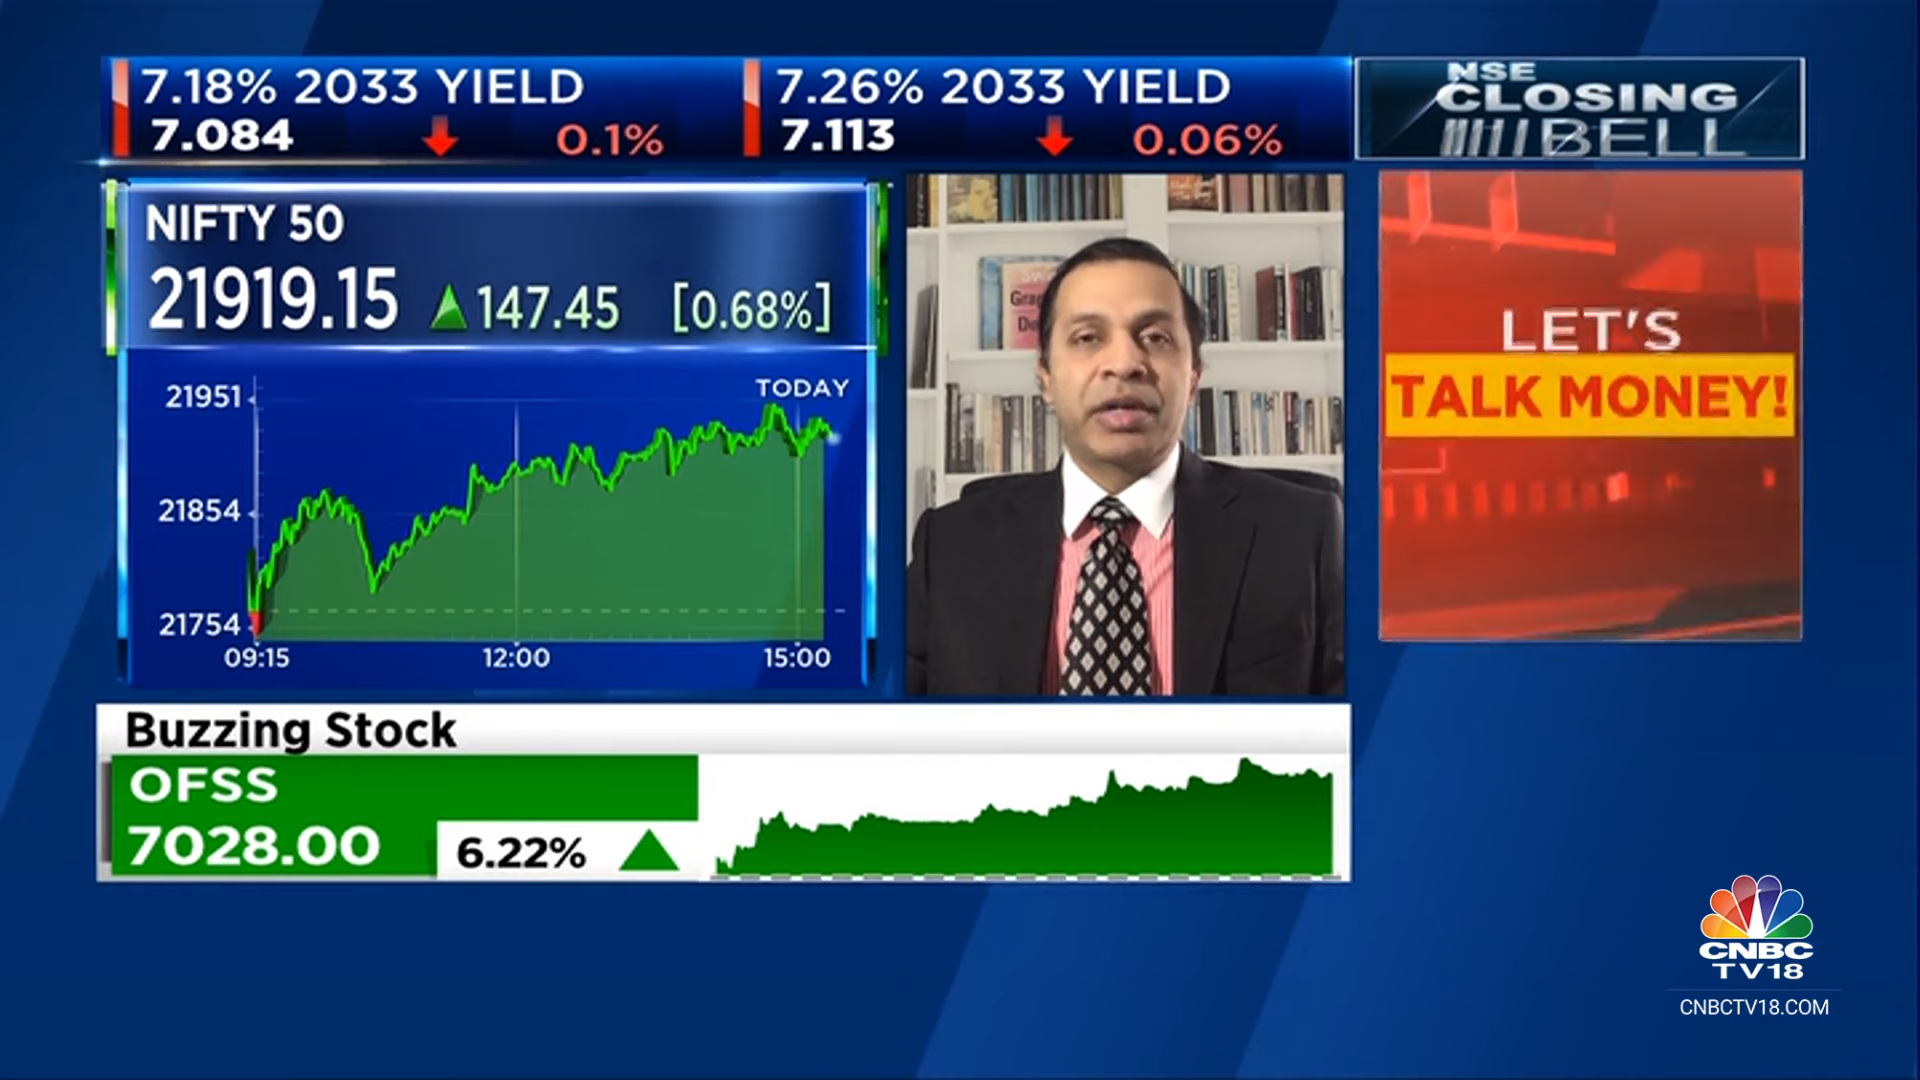 7.18% 2033 YIELD
7.084 0.1%
7.26% 2033 YIELD
7.113 0.06%
NSE
CLOSING
BELL
NIFTY 50
21919.15 147.45 [0.68%]
TODAY
21951
21854
21754
09:15 12:00 15:00
LET'S
TALK MONEY!
Buzzing Stock
OFSS
7028.00 6.22%
CNBC
TV18
CNBCTV18.COM